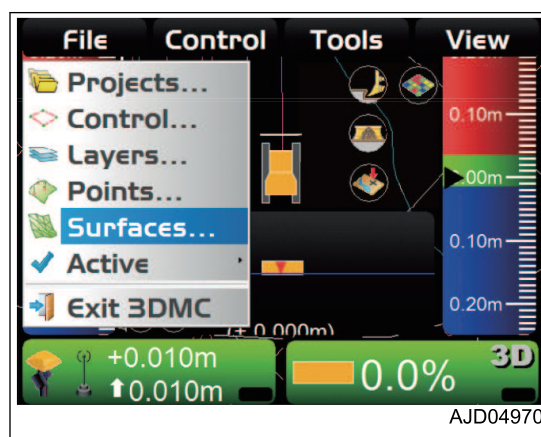 File Control Tools View
Projects...
Control...
Layers...
Points...
Surfaces...
Active
Exit 3DMC
0.10m
.00m
0.10m
0.20m
(± 0.000m)
+0.010m
0.010m
0.0%
3D
AJD04970